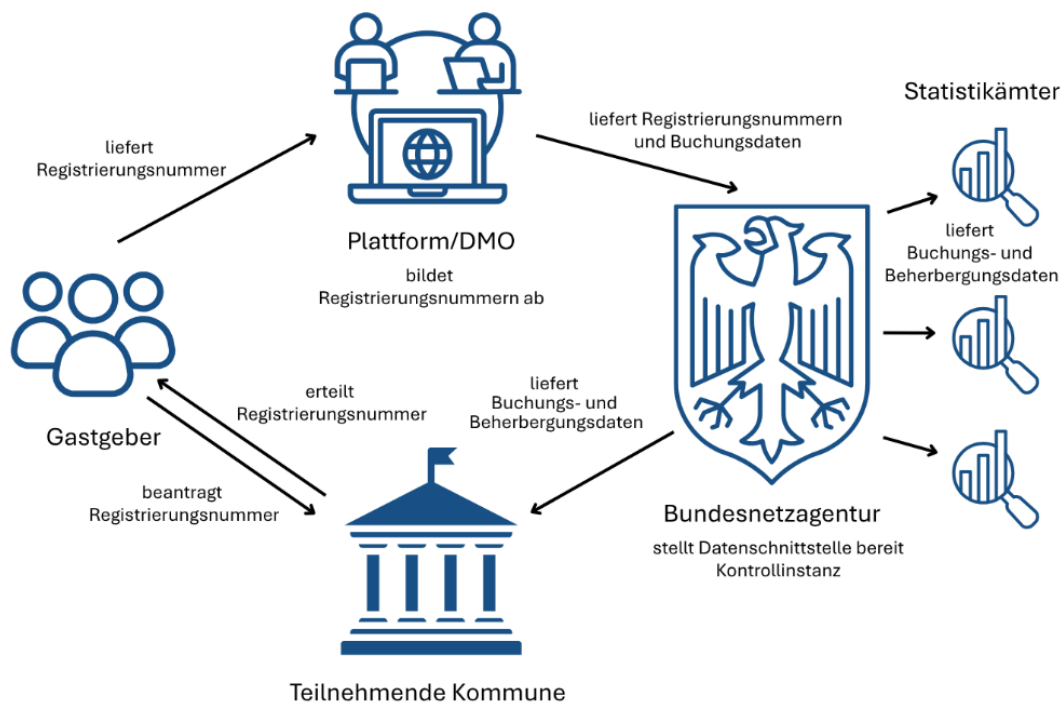 Statistikämter
liefert Registrierungsnummern
und Buchungsdaten
liefert
Registrierungsnummer
Plattform/DMO
bildet
Registrierungsnummern ab
liefert
Buchungs- und
Beherbergungsdaten
erteilt
Registrierungsnummer
liefert
Buchungs- und
Beherbergungsdaten
Gastgeber
beantragt
Registrierungsnummer
Bundesnetzagentur
stellt Datenschnittstelle bereit
Kontrollinstanz
Teilnehmende Kommune